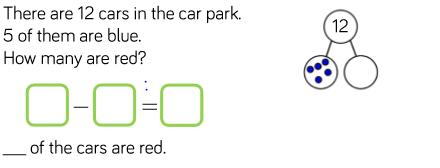 There are 12 cars in the car park.
5 of them are blue.
How many are red?
12
– =
___ of the cars are red.